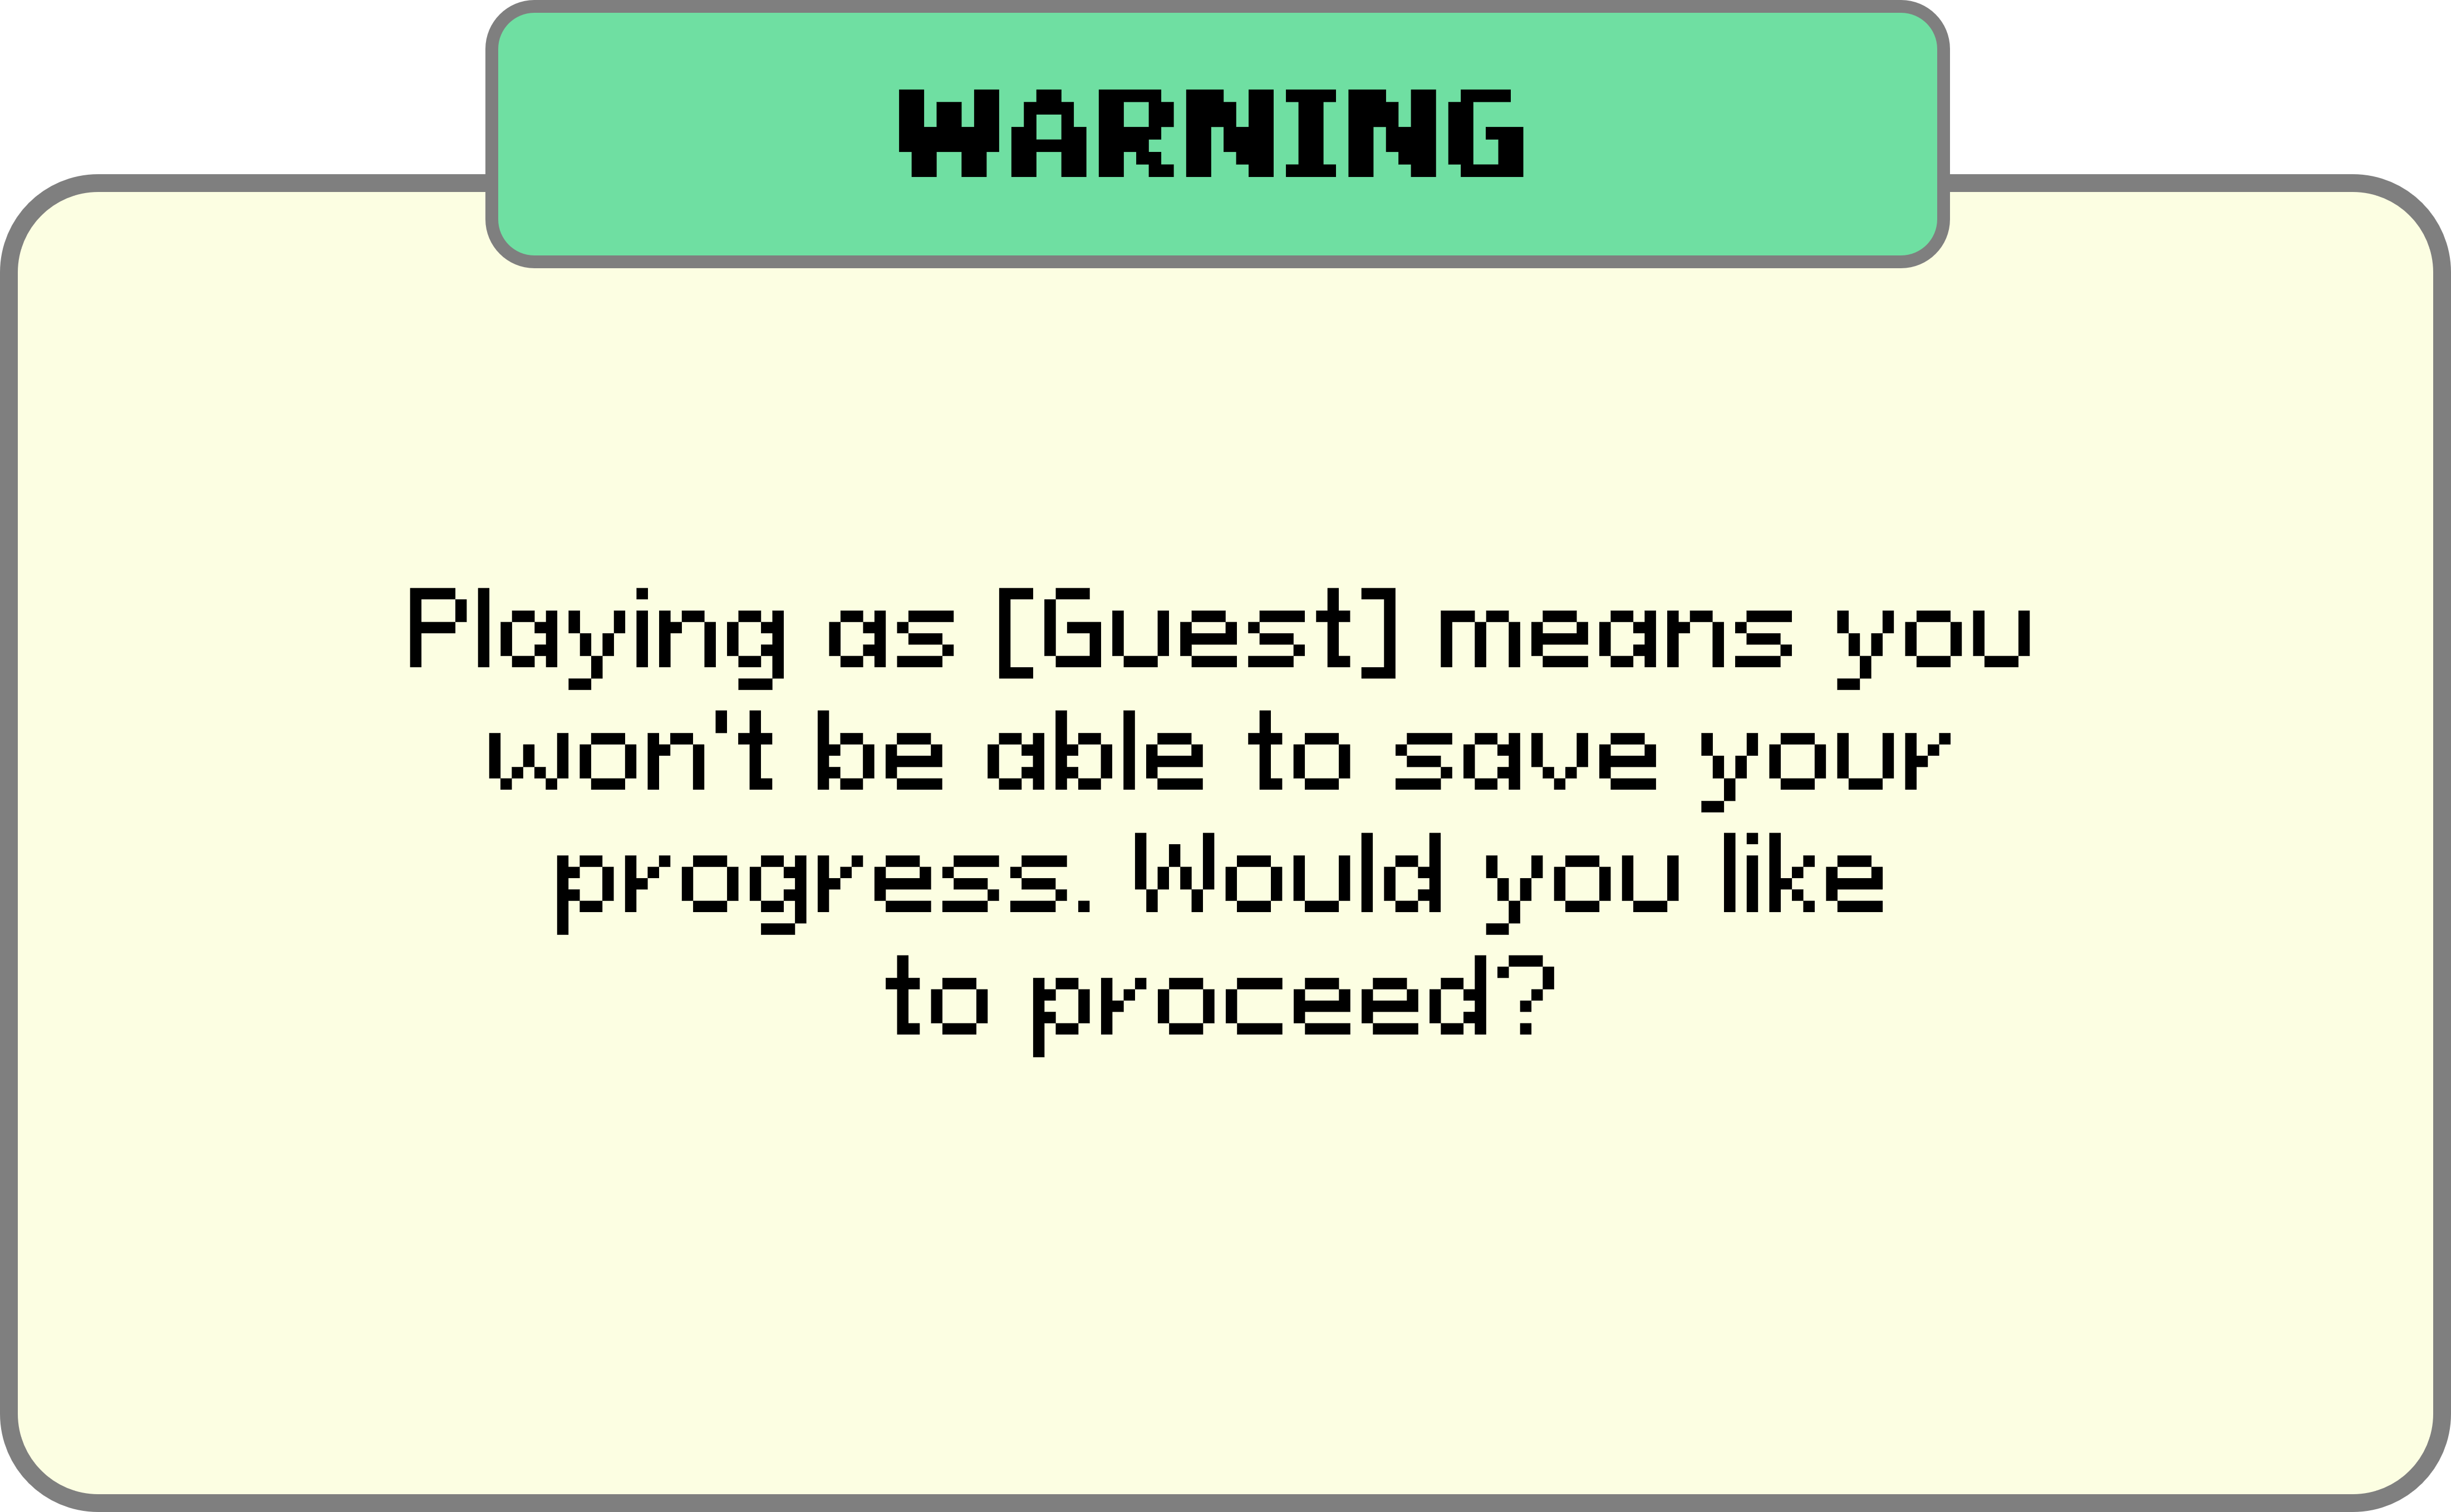 WARNING
Playing as [Guest] means you
won't be able to save your
progress. Would you like
to proceed?